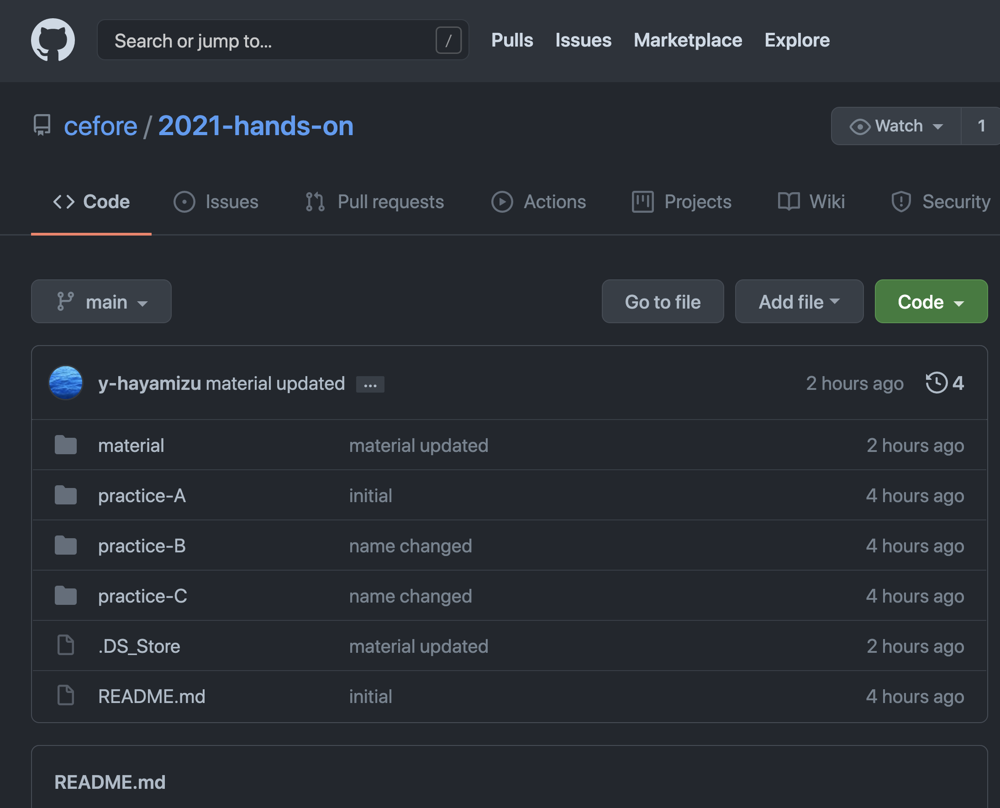 Search or jump to... / Pulls Issues Marketplace Explore
cefore / 2021-hands-on Watch 1
Code Issues Pull requests Actions Projects Wiki Security
main Go to file Add file Code
y-hayamizu material updated ... 2 hours ago 4
material material updated 2 hours ago
practice-A initial 4 hours ago
practice-B name changed 4 hours ago
practice-C name changed 4 hours ago
.DS_Store material updated 2 hours ago
README.md initial 4 hours ago
README.md